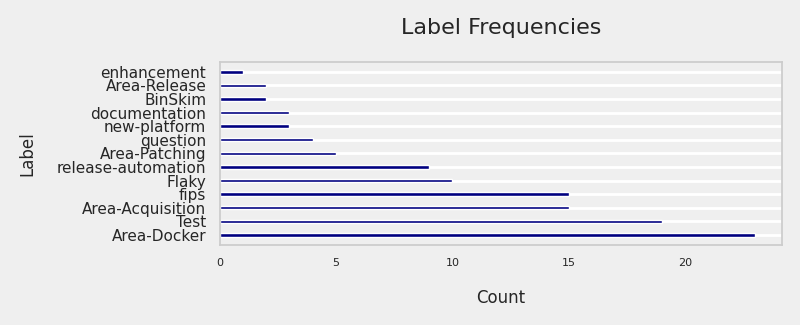 Label Frequencies
Label
enhancement
Area-Release
BinSkim
documentation
new-platform
question
Area-Patching
release-automation
Flaky
fips
Area-Acquisition
Test
Area-Docker
0 5 10 15 20
Count